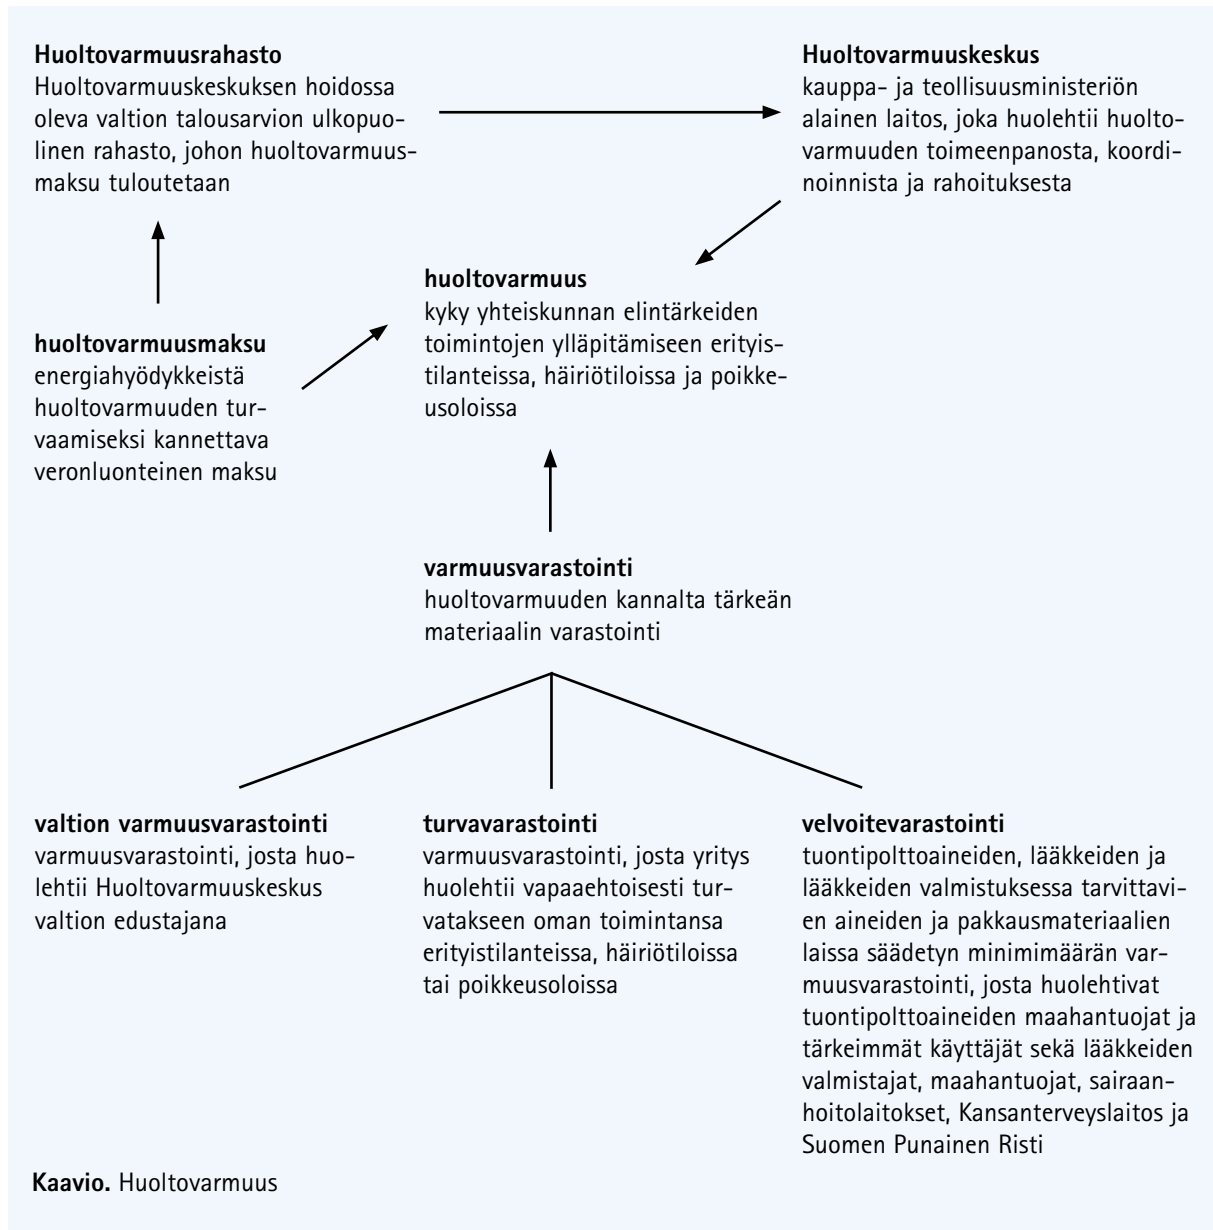 Huoltovarmuusrahasto
Huoltovarmuuskeskuksen hoidossa
oleva valtion talousarvion ulkopuo-
linen rahasto, johon huoltovarmuus-
maksu tuloutetaan
Huoltovarmuuskeskus
kauppa- ja teollisuusministeriön
alainen laitos, joka huolehtii huolto-
varmuuden toimeenpanosta, koordi-
noinnista ja rahoituksesta
huoltovarmuus
kyky yhteiskunnan elintärkeiden
toimintojen ylläpitämiseen erityis-
tilanteissa, häiriötiloissa ja poikke-
usoloissa
huoltovarmuusmaksu
energiahyödykkeistä
huoltovarmuuden tur-
vaamiseksi kannettava
veronluonteinen maksu
varmuusvarastointi
huoltovarmuuden kannalta tärkeän
materiaalin varastointi
valtion varmuusvarastointi
varmuusvarastointi, josta huo-
lehtii Huoltovarmuuskeskus
valtion edustajana
turvavarastointi
varmuusvarastointi, josta yritys
huolehtii vapaaehtoisesti tur-
vatakseen oman toimintansa
erityistilanteissa, häiriötiloissa
tai poikkeusoloissa
velvoitevarastointi
tuontipolttoaineiden, lääkkeiden ja
lääkkeiden valmistuksessa tarvittavi-
en aineiden ja pakkausmateriaalien
laissa säädetyn minimimäärän var-
muusvarastointi, josta huolehtivat
tuontipolttoaineiden maahantuojat ja
tärkeimmät käyttäjät sekä lääkkeiden
valmistajat, maahantuojat, sairaan-
hoitolaitokset, Kansanterveyslaitos ja
Suomen Punainen Risti
Kaavio. Huoltovarmuus